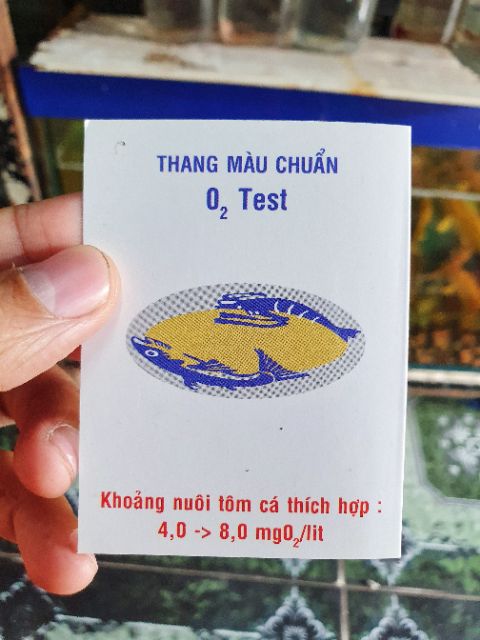 THANG MÀU CHUẨN
O₂ Test
Khoảng nuôi tôm cá thích hợp :
4,0 -> 8,0 mgO₂/lit